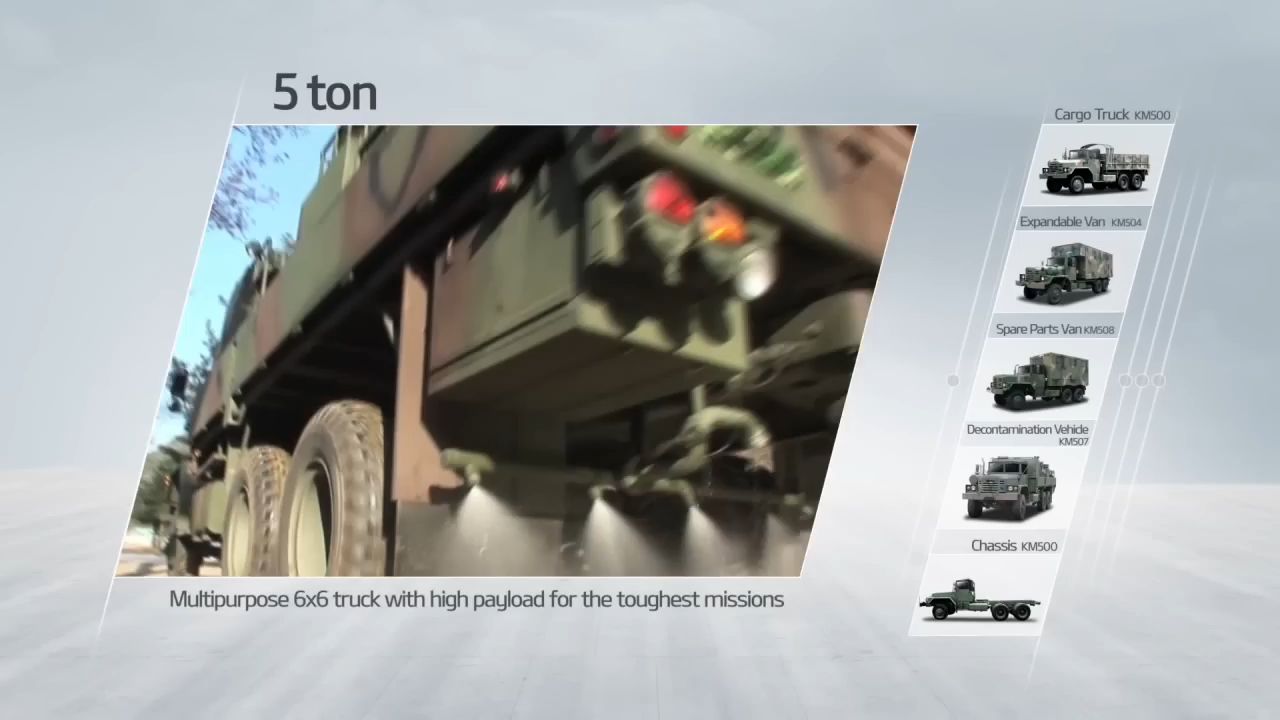 5 ton
Multipurpose 6x6 truck with high payload for the toughest missions
Cargo Truck KM500
Expandable Van KM504
Spare Parts Van KM508
Decontamination Vehicle
KM507
Chassis KM500